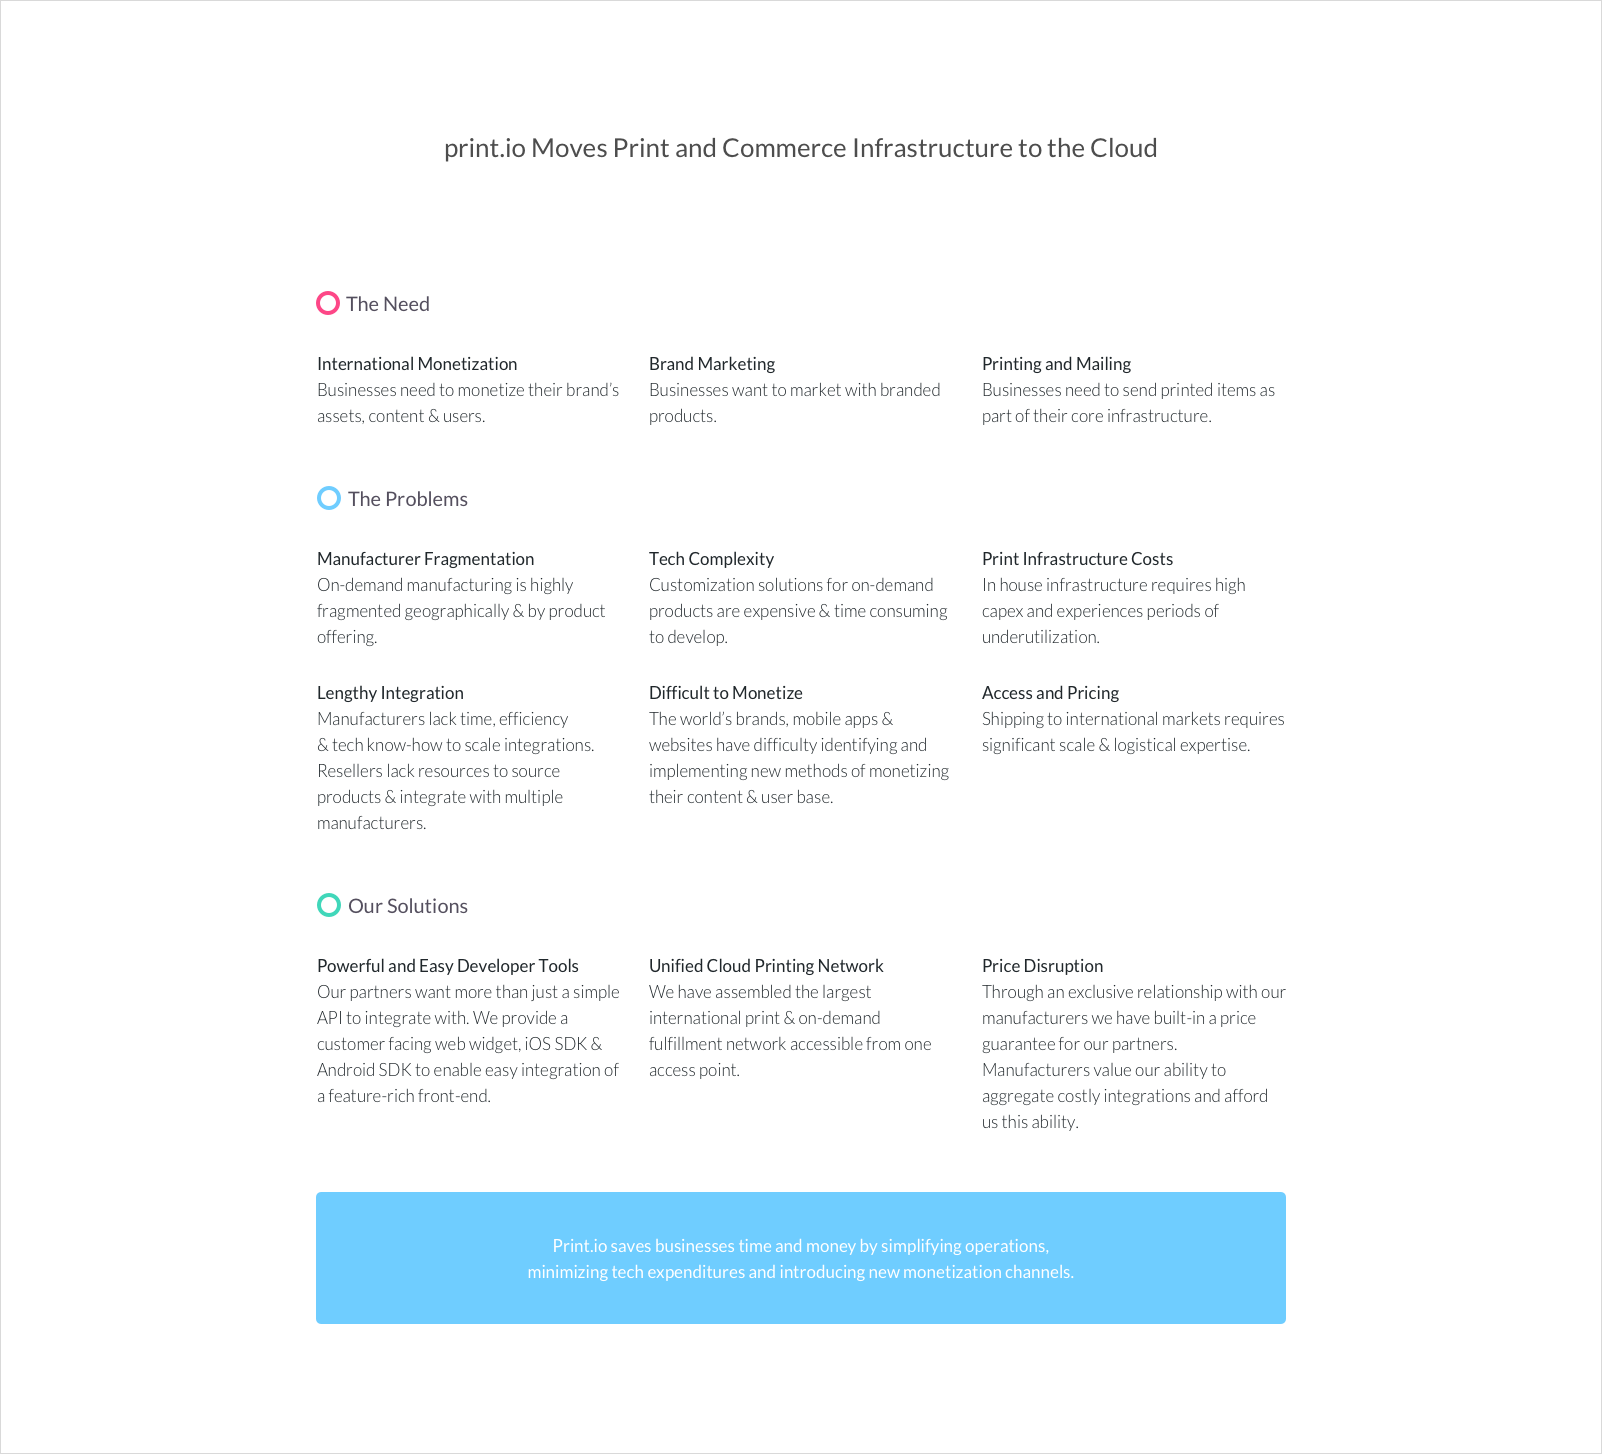 print.io Moves Print and Commerce Infrastructure to the Cloud
The Need
International Monetization
Businesses need to monetize their brand’s
assets, content & users.
Brand Marketing
Businesses want to market with branded
products.
Printing and Mailing
Businesses need to send printed items as
part of their core infrastructure.
The Problems
Manufacturer Fragmentation
On-demand manufacturing is highly
fragmented geographically & by product
offering.
Tech Complexity
Customization solutions for on-demand
products are expensive & time consuming
to develop.
Print Infrastructure Costs
In house infrastructure requires high
capex and experiences periods of
underutilization.
Lengthy Integration
Manufacturers lack time, efficiency
& tech know-how to scale integrations.
Resellers lack resources to source
products & integrate with multiple
manufacturers.
Difficult to Monetize
The world’s brands, mobile apps &
websites have difficulty identifying and
implementing new methods of monetizing
their content & user base.
Access and Pricing
Shipping to international markets requires
significant scale & logistical expertise.
Our Solutions
Powerful and Easy Developer Tools
Our partners want more than just a simple
API to integrate with. We provide a
customer facing web widget, iOS SDK &
Android SDK to enable easy integration of
a feature-rich front-end.
Unified Cloud Printing Network
We have assembled the largest
international print & on-demand
fulfillment network accessible from one
access point.
Price Disruption
Through an exclusive relationship with our
manufacturers we have built-in a price
guarantee for our partners.
Manufacturers value our ability to
aggregate costly integrations and afford
us this ability.
Print.io saves businesses time and money by simplifying operations,
minimizing tech expenditures and introducing new monetization channels.